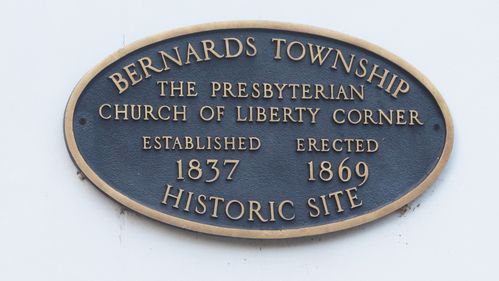 BERNARDS TOWNSHIP
THE PRESBYTERIAN
CHURCH OF LIBERTY CORNER
ESTABLISHED ERECTED
1837 1869
HISTORIC SITE